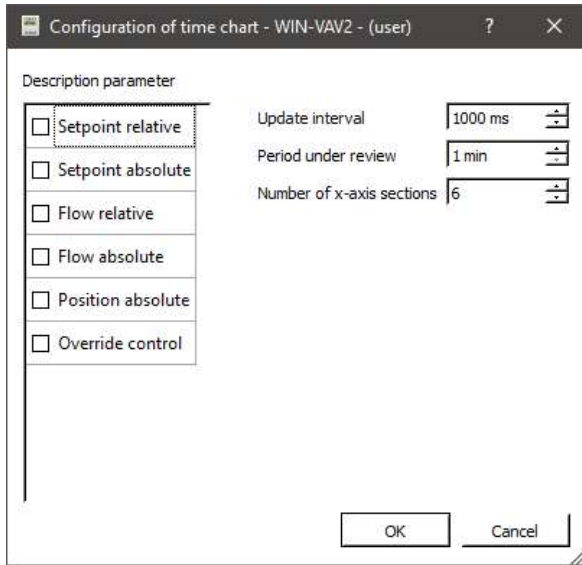 Configuration of time chart - WIN-VAV2 - (user) ?
Description parameter
Setpoint relative
Setpoint absolute
Flow relative
Flow absolute
Position absolute
Override control
Update interval 1000 ms
Period under review 1 min
Number of x-axis sections 6
OK Cancel